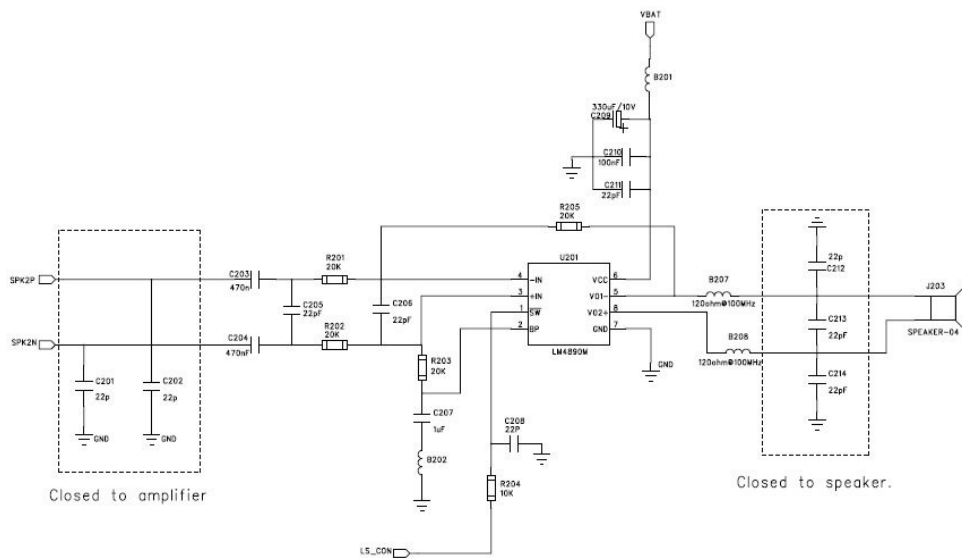 VBAT
B201
330uF/10V
C209
C210
100nF
C211
22pF
R205
20K
U201
SPK2P
C203
470n
R201
20K
4 -IN VCC 6
3 +IN VO1- 5
1 SW VO2+ 8
2 BP GND 7
LM4890M
C205
22pF
C206
22pF
SPK2N
C204
470nF
R202
20K
R203
20K
C201
22p
C202
22p
GND
GND
C207
1uF
B202
C208
22P
R204
10K
LS_CON
GND
B207
120ohm@100MHz
B208
120ohm@100MHz
22p
C212
C213
22pF
C214
22pF
J203
SPEAKER-04
Closed to amplifier
Closed to speaker.